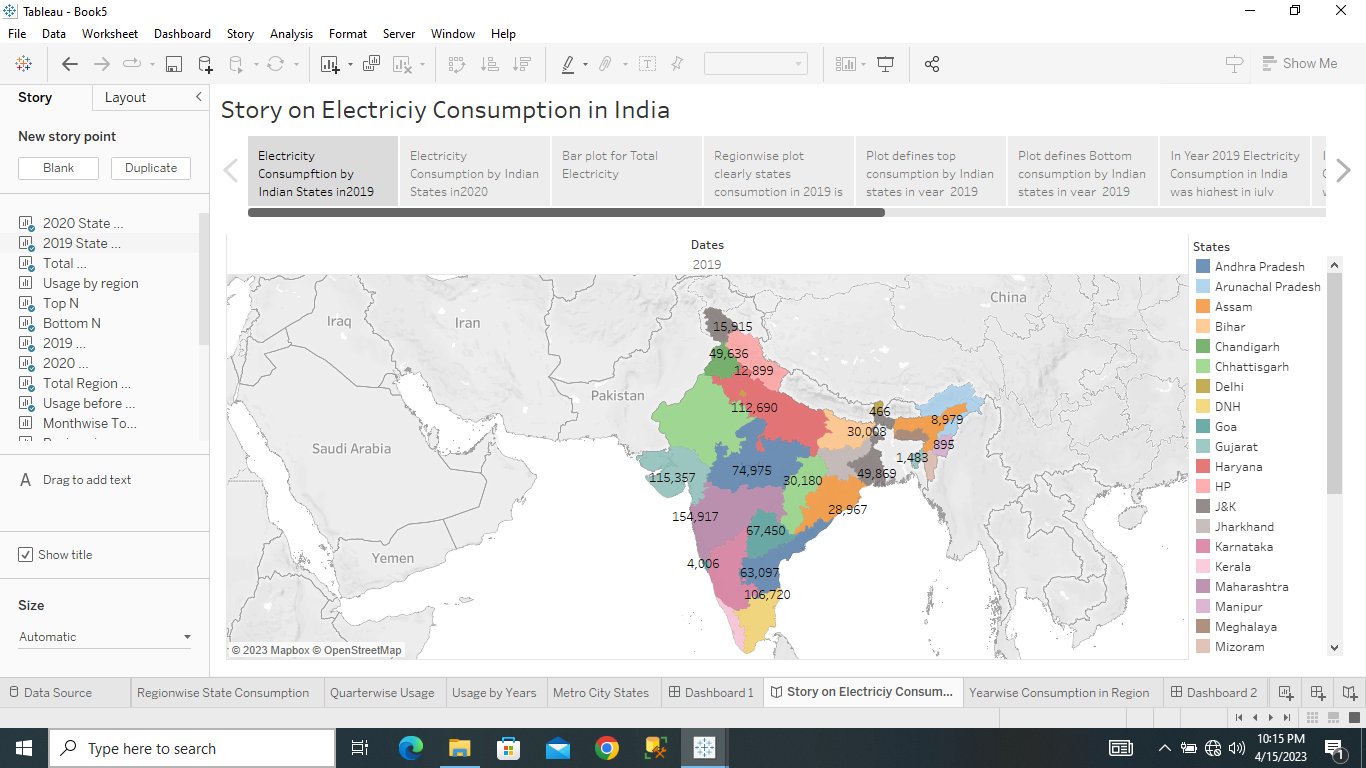 Tableau - Book5
File Data Worksheet Dashboard Story Analysis Format Server Window Help
Show Me
Story Layout
New story point
Blank Duplicate
2020 State ...
2019 State ...
Total ...
Usage by region
Top N
Bottom N
2019 ...
2020 ...
Total Region ...
Usage before ...
Monthwise To...
A Drag to add text
Show title
Size
Automatic
Story on Electriciy Consumption in India
Electricity
Consumpftion by
Indian States in2019
Electricity
Consumption by Indian
States in2020
Bar plot for Total
Electricity
Regionwise plot
clearly states
consumption in 2019 is
Plot defines top
consumption by Indian
states in year 2019
Plot defines Bottom
consumption by Indian
states in year 2019
In Year 2019 Electricity
Consumption in India
was highest in july
Dates
2019
China
Iraq
Iran
Pakistan
Saudi Arabia
Yemen
15,915
49,636
12,899
112,690
466
8,979
30,003
895
1,483
74,975
49,869
115,357
30,180
28,967
154,917
67,450
4,006
63,097
106,720
© 2023 Mapbox © OpenStreetMap
States
Andhra Pradesh
Arunachal Pradesh
Assam
Bihar
Chandigarh
Chhattisgarh
Delhi
DNH
Goa
Gujarat
Haryana
HP
J&K
Jharkhand
Karnataka
Kerala
Maharashtra
Manipur
Meghalaya
Mizoram
Data Source Regionwise State Consumption Quarterwise Usage Usage by Years Metro City States Dashboard 1 Story on Electriciy Consum... Yearwise Consumption in Region Dashboard 2
Type here to search
10:15 PM
4/15/2023
1